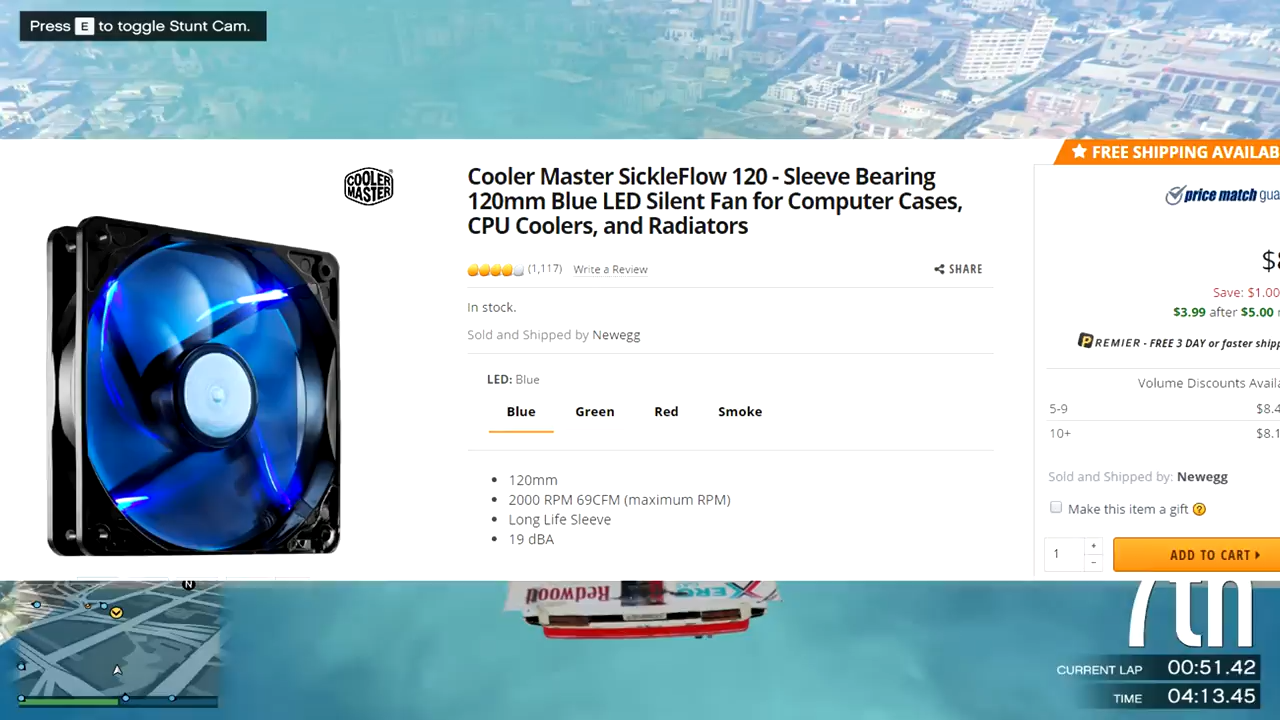 Press E to toggle Stunt Cam.
FREE SHIPPING AVAILAB
COOLER MASTER
Cooler Master SickleFlow 120 - Sleeve Bearing
120mm Blue LED Silent Fan for Computer Cases,
CPU Coolers, and Radiators
price match gua
(1,117) Write a Review
SHARE
Save: $1.00
In stock.
$3.99 after $5.00
Sold and Shipped by Newegg
PREMIER - FREE 3 DAY or faster shipp
LED: Blue
Volume Discounts Availa
Blue Green Red Smoke
5-9 $8.4
10+ $8.1
120mm
2000 RPM 69CFM (maximum RPM)
Long Life Sleeve
19 dBA
Sold and Shipped by: Newegg
Make this item a gift ?
1 + -
ADD TO CART
N
Redwood
XERO
7th
CURRENT LAP 00:51.42
TIME 04:13.45